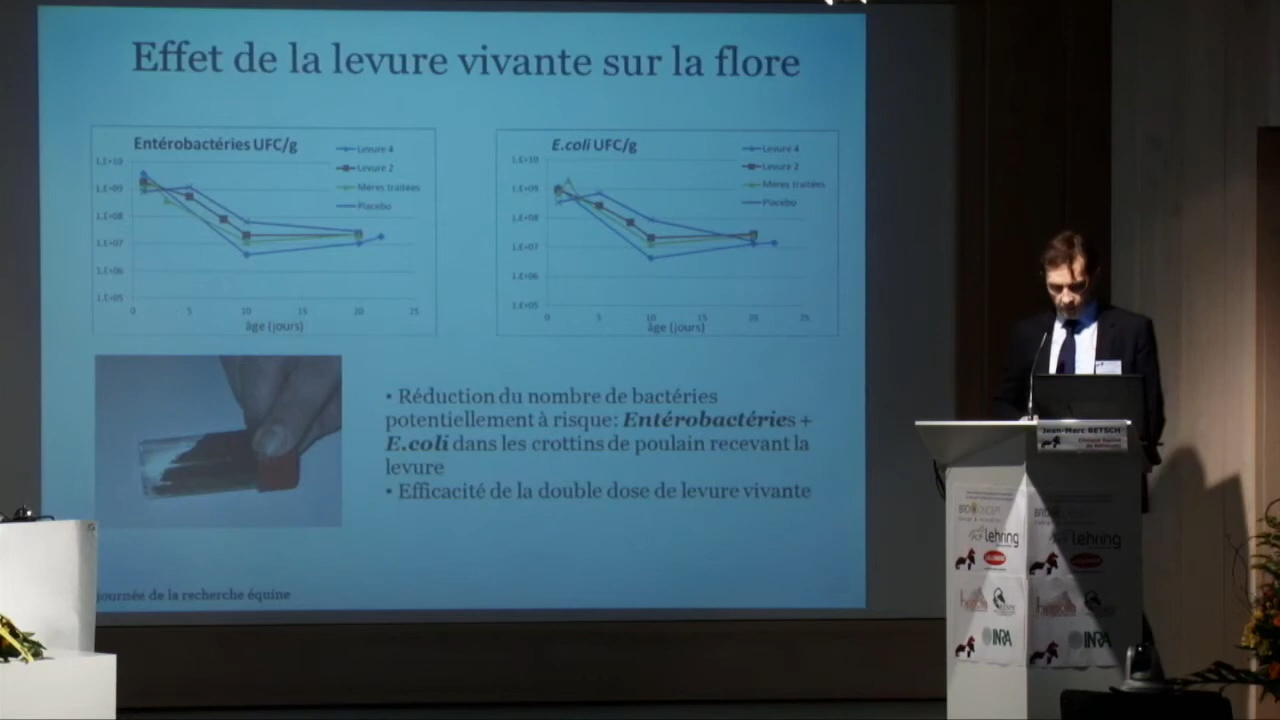 Effet de la levure vivante sur la flore
Entérobactéries UFC/g
Levure 4
Levure 2
Mères traitées
Placebo
1,E+10
1,E+09
1,E+08
1,E+07
1,E+06
1,E+05
0 5 10 15 20 25
âge (jours)
E.coli UFC/g
Levure 4
Levure 2
Mères traitées
Placebo
1,E+10
1,E+09
1,E+08
1,E+07
1,E+06
1,E+05
0 5 10 15 20 25
âge (jours)
• Réduction du nombre de bactéries
potentiellement à risque: Entérobactéries +
E.coli dans les crottins de poulain recevant la
levure
• Efficacité de la double dose de levure vivante
journée de la recherche équine
Jean-Marc BETSCH
Clinique Equine
lehring
lehring
INRA
INRA